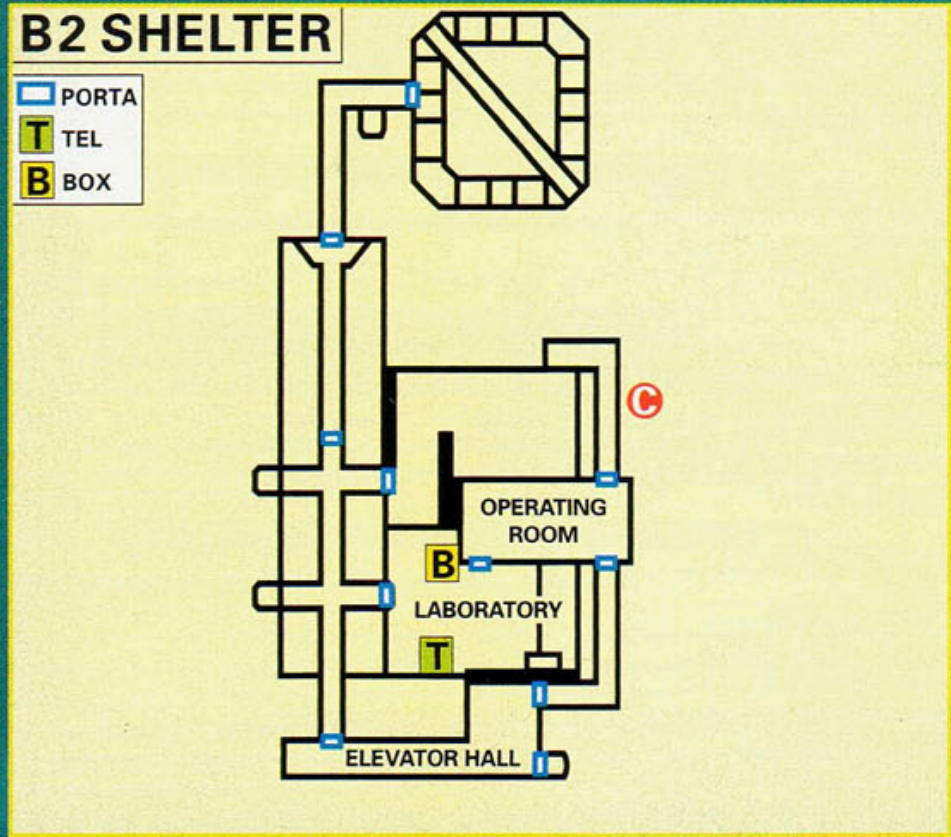 B2 SHELTER
PORTA
T TEL
B BOX
C
OPERATING
ROOM
B
LABORATORY
T
ELEVATOR HALL